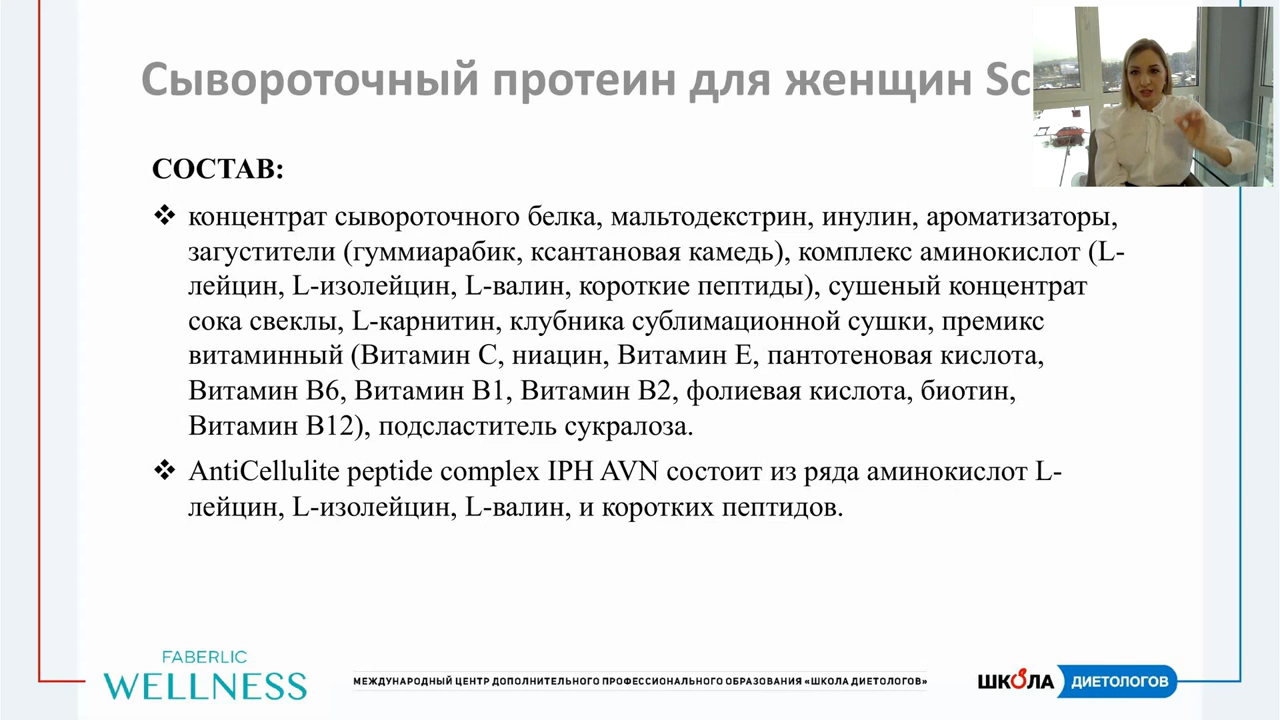 Сывороточный протеин для женщин Sc
СОСТАВ:
❖ концентрат сывороточного белка, мальтодекстрин, инулин, ароматизаторы,
загустители (гуммиарабик, ксантановая камедь), комплекс аминокислот (L-
лейцин, L-изолейцин, L-валин, короткие пептиды), сушеный концентрат
сока свеклы, L-карнитин, клубника сублимационной сушки, премикс
витаминный (Витамин С, ниацин, Витамин Е, пантотеновая кислота,
Витамин В6, Витамин В1, Витамин В2, фолиевая кислота, биотин,
Витамин В12), подсластитель сукралоза.
❖ AntiCellulite peptide complex IPH AVN состоит из ряда аминокислот L-
лейцин, L-изолейцин, L-валин, и коротких пептидов.
FABERLIC
WELLNESS
МЕЖДУНАРОДНЫЙ ЦЕНТР ДОПОЛНИТЕЛЬНОГО ПРОФЕССИОНАЛЬНОГО ОБРАЗОВАНИЯ «ШКОЛА ДИЕТОЛОГОВ»
ШКОЛА ДИЕТОЛОГОВ